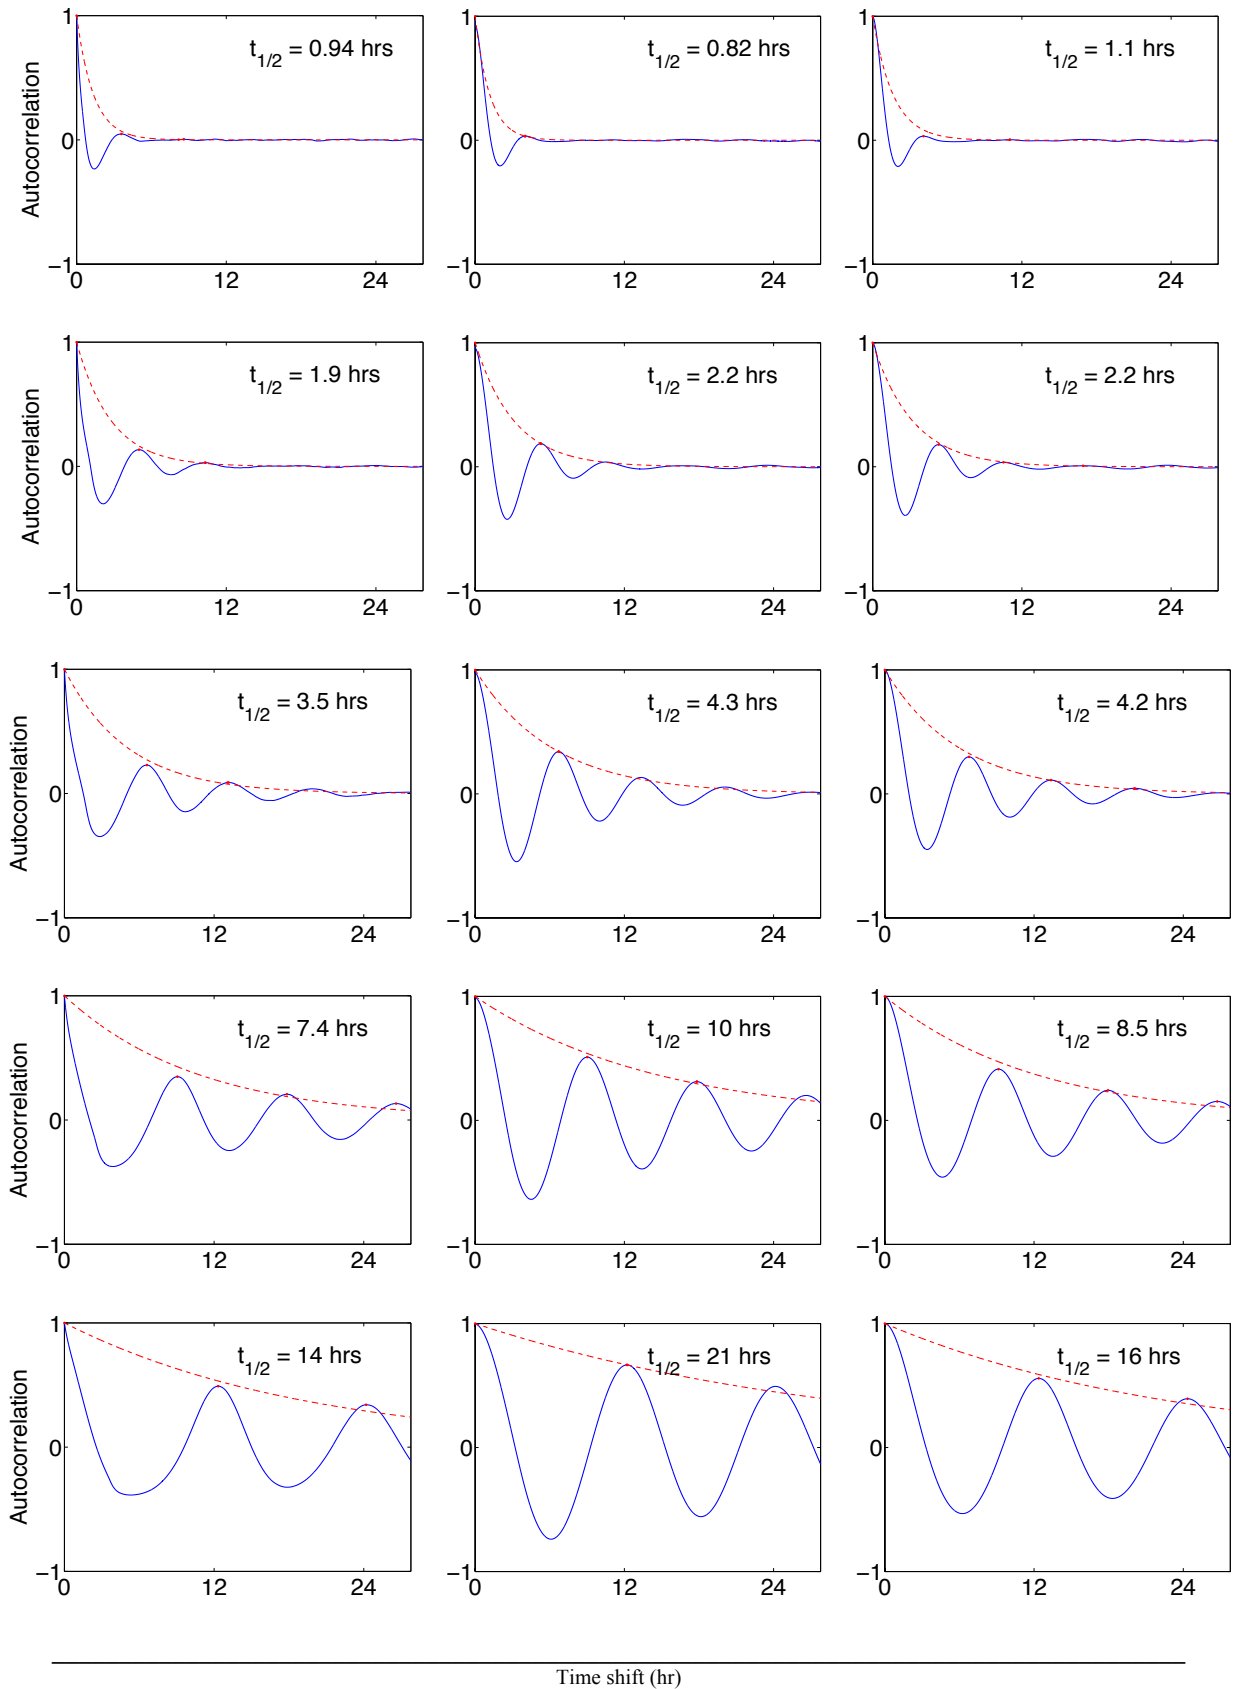 1
t1/2 = 0.94 hrs
t1/2 = 0.82 hrs
t1/2 = 1.1 hrs
Autocorrelation
0
−1
0 12 24
1
0
−1
0 12 24
1
0
−1
0 12 24
1
t1/2 = 1.9 hrs
t1/2 = 2.2 hrs
t1/2 = 2.2 hrs
Autocorrelation
0
−1
0 12 24
1
0
−1
0 12 24
1
0
−1
0 12 24
1
t1/2 = 3.5 hrs
t1/2 = 4.3 hrs
t1/2 = 4.2 hrs
Autocorrelation
0
−1
0 12 24
1
0
−1
0 12 24
1
0
−1
0 12 24
1
t1/2 = 7.4 hrs
t1/2 = 10 hrs
t1/2 = 8.5 hrs
Autocorrelation
0
−1
0 12 24
1
0
−1
0 12 24
1
0
−1
0 12 24
1
t1/2 = 14 hrs
t1/2 = 21 hrs
t1/2 = 16 hrs
Autocorrelation
0
−1
0 12 24
1
0
−1
0 12 24
1
0
−1
0 12 24
Time shift (hr)